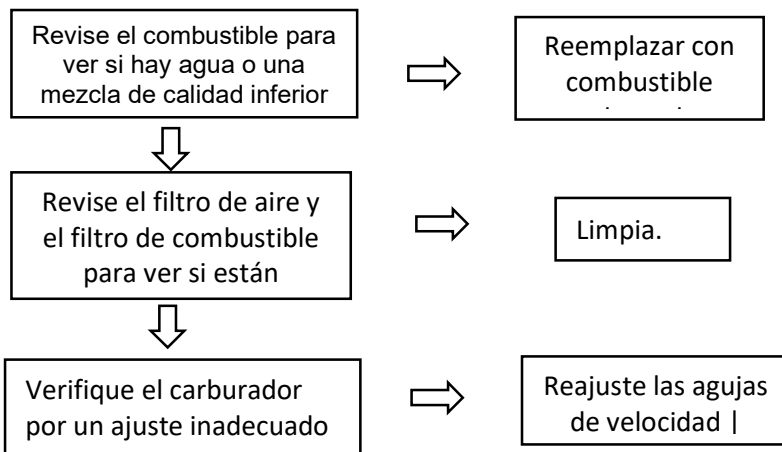 Revise el combustible para
ver si hay agua o una
mezcla de calidad inferior
Reemplazar con
combustible
Revise el filtro de aire y
el filtro de combustible
para ver si están
Limpia.
Verifique el carburador
por un ajuste inadecuado
Reajuste las agujas
de velocidad |